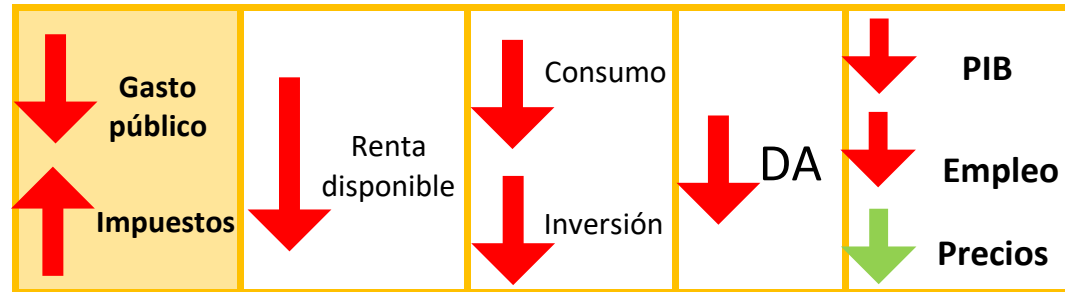 Gasto
público
Impuestos
Renta
disponible
Consumo
Inversión
DA
PIB
Empleo
Precios